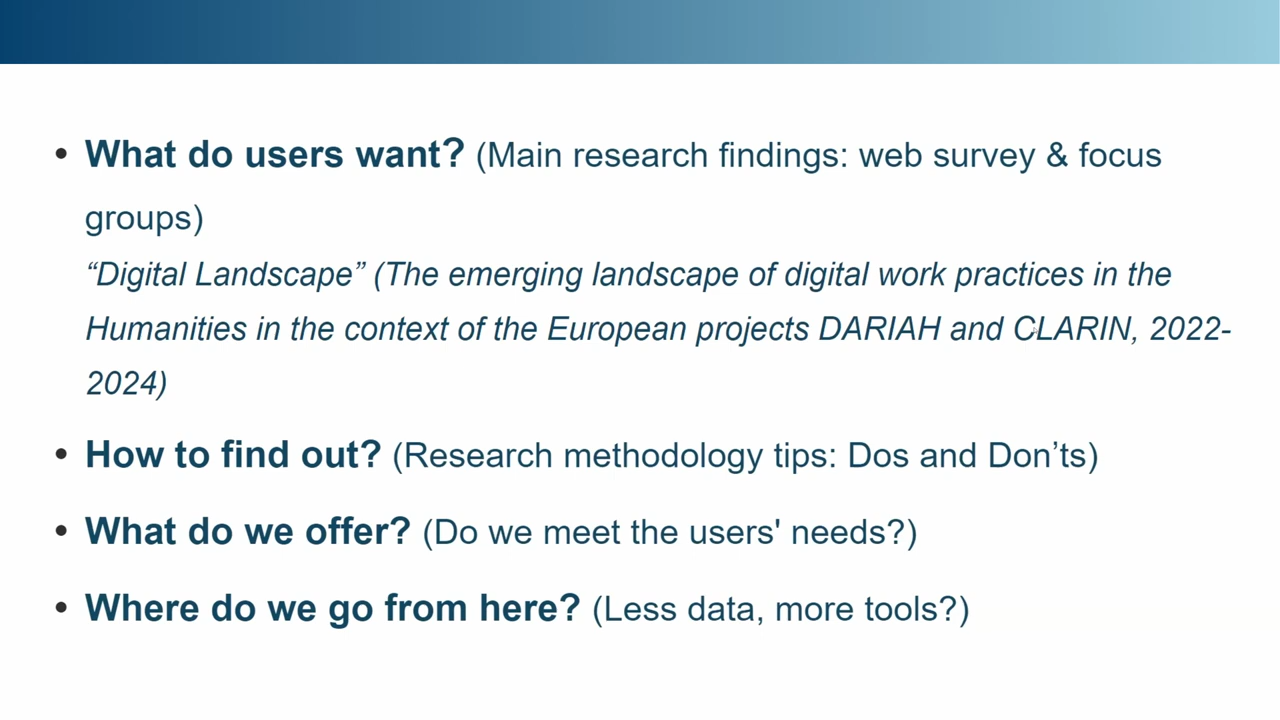 • What do users want? (Main research findings: web survey & focus
groups)
“Digital Landscape” (The emerging landscape of digital work practices in the
Humanities in the context of the European projects DARIAH and CLARIN, 2022-
2024)
• How to find out? (Research methodology tips: Dos and Don’ts)
• What do we offer? (Do we meet the users' needs?)
• Where do we go from here? (Less data, more tools?)